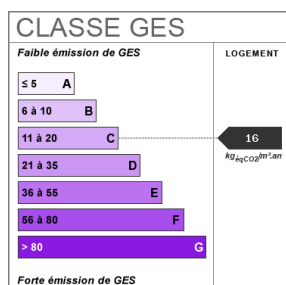 CLASSE GES
Faible émission de GES
LOGEMENT
≤ 5 A
6 à 10 B
11 à 20 C
16
kgéqCO2/m².an
21 à 35 D
36 à 55 E
56 à 80 F
> 80 G
Forte émission de GES